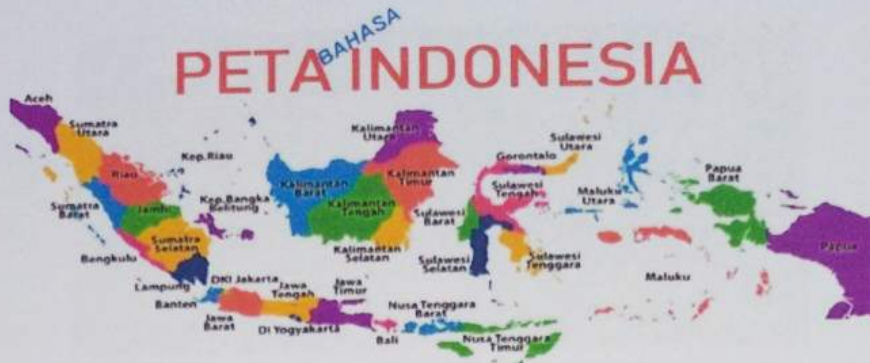 BAHASA
PETA INDONESIA
Aceh
Sumatra
Utara
Riau
Kep.Riau
Sumatra
Barat
Jambi
Kep.Bangka
Belitung
Sumatra
Selatan
Bengkulu
Lampung
DKI Jakarta
Banten
Jawa
Barat
Jawa
Tengah
DI Yogyakarta
Jawa
Timur
Bali
Nusa Tenggara
Barat
Nusa Tenggara
Timur
Kalimantan
Utara
Kalimantan
Barat
Kalimantan
Timur
Kalimantan
Tengah
Kalimantan
Selatan
Gorontalo
Sulawesi
Utara
Sulawesi
Tengah
Sulawesi
Barat
Sulawesi
Selatan
Sulawesi
Tenggara
Maluku
Utara
Maluku
Papua
Barat
Papua